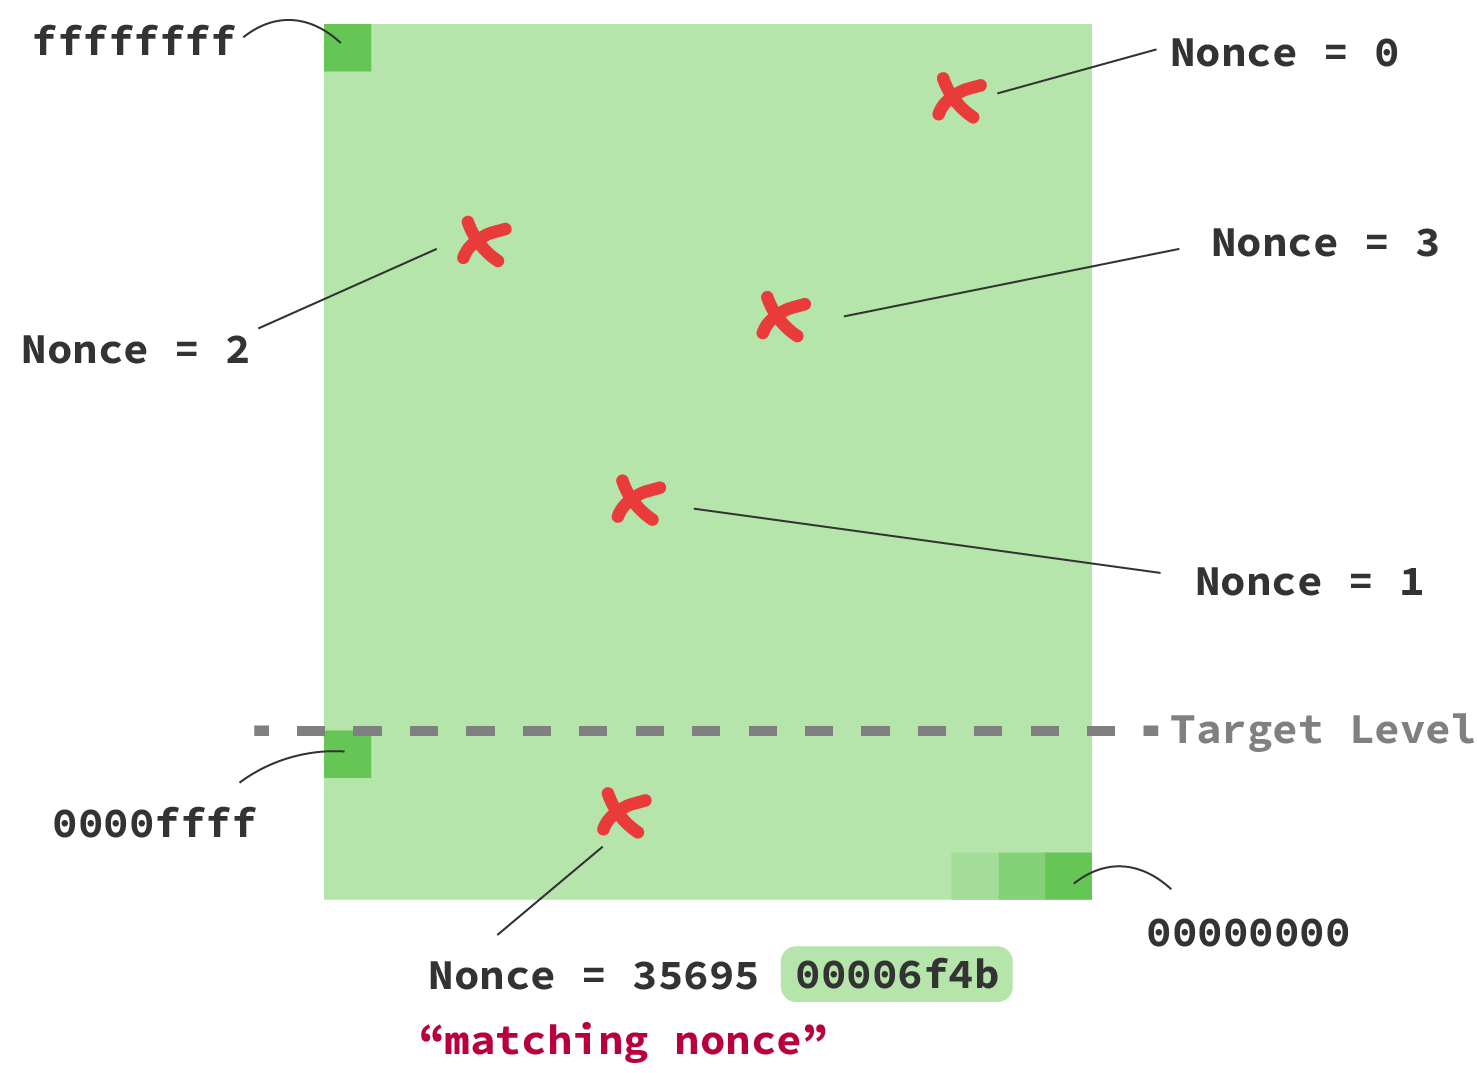 ffffffff
Nonce = 0
Nonce = 3
Nonce = 2
Nonce = 1
Target Level
0000ffff
00000000
Nonce = 35695 00006f4b
“matching nonce”